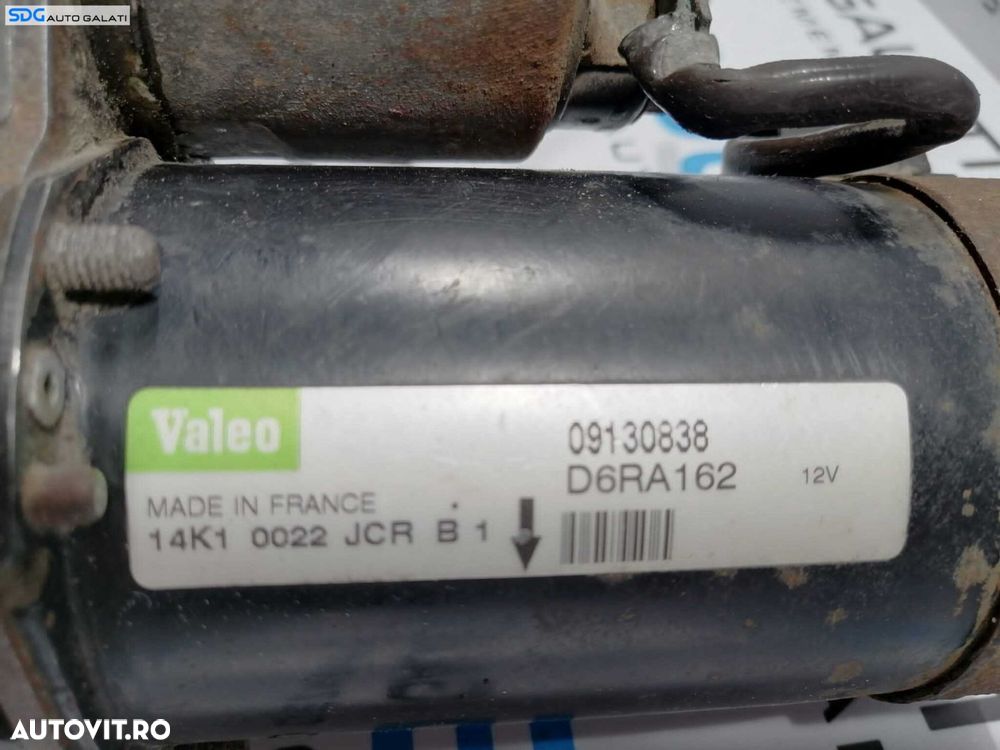 SDG AUTO GALATI
Valeo
09130838
D6RA162
12V
MADE IN FRANCE
14K1 0022 JCR B 1
AUTOVIT.RO